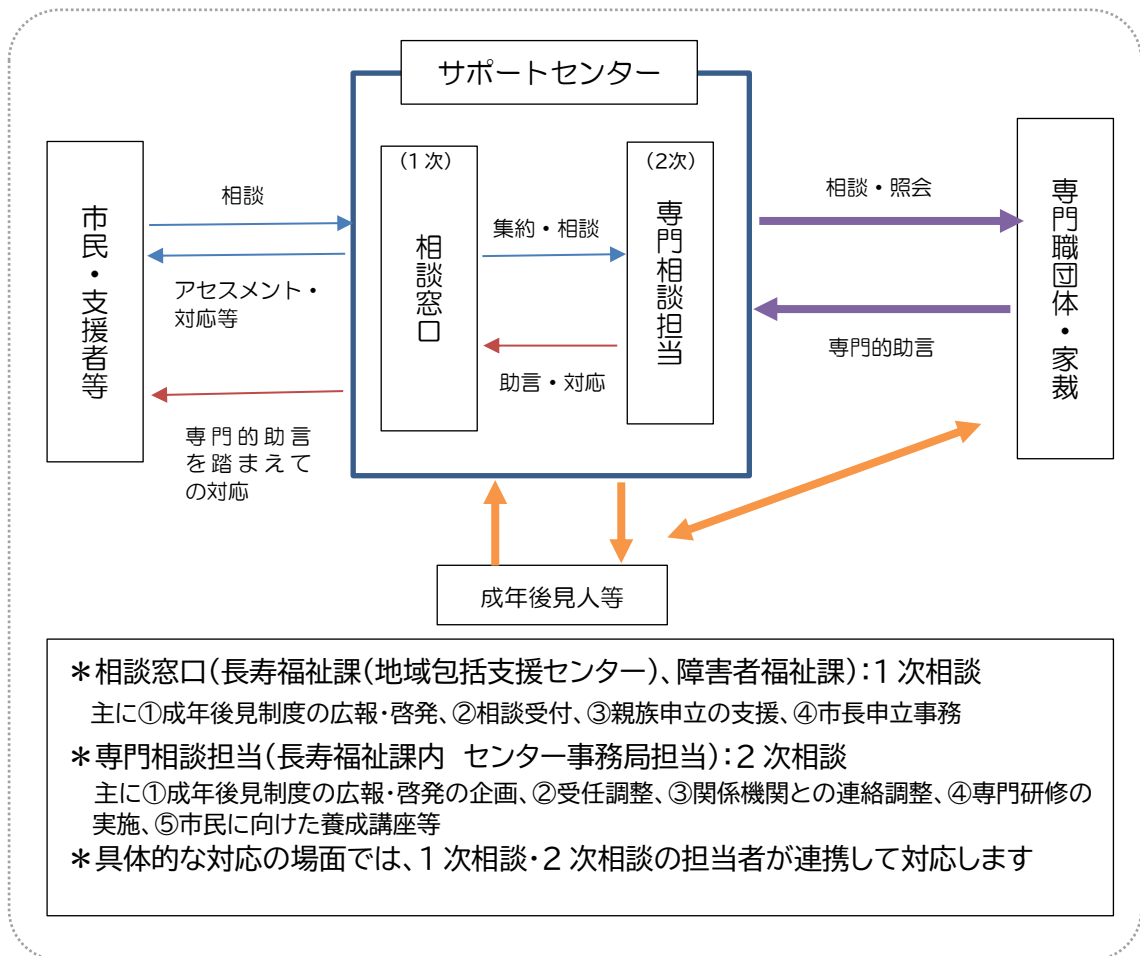 サポートセンター
市民・支援者等
相談
アセスメント・
対応等
専門的助言
を踏まえて
の対応
(1次)
相談窓口
集約・相談
助言・対応
(2次)
専門相談担当
相談・照会
専門的助言
専門職団体・家裁
成年後見人等
＊相談窓口(長寿福祉課(地域包括支援センター)、障害者福祉課):1次相談
主に①成年後見制度の広報・啓発、②相談受付、③親族申立の支援、④市長申立事務
＊専門相談担当(長寿福祉課内　センター事務局担当):2次相談
主に①成年後見制度の広報・啓発の企画、②受任調整、③関係機関との連絡調整、④専門研修の
実施、⑤市民に向けた養成講座等
＊具体的な対応の場面では、1次相談・2次相談の担当者が連携して対応します